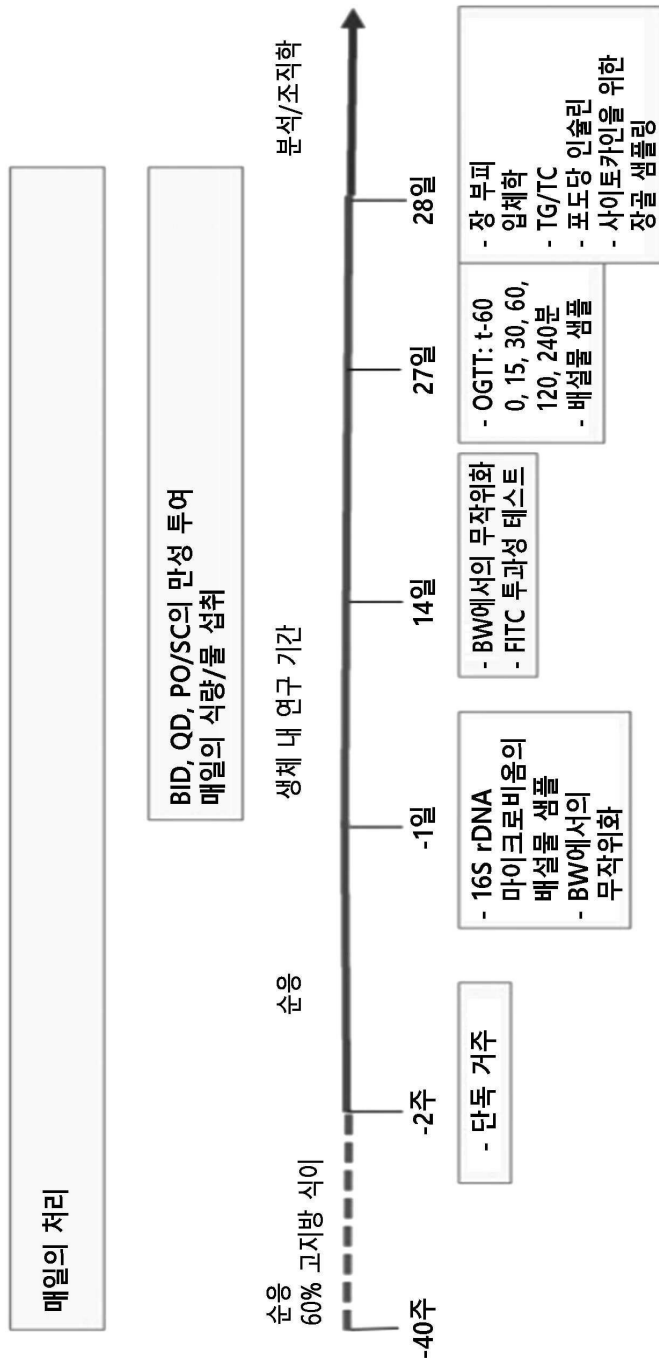 매일의 처리
BID, QD, PO/SC의 만성 투여
매일의 식량/물 섭취
순응
60% 고지방 식이
순응
생체 내 연구 기간
분석/조직학
-40주
-2주
-1일
14일
27일
28일
- 단독 거주
- 16S rDNA
마이크로비옴의
배설물 샘플
- BW에서의
무작위화
- BW에서의 무작위화
- FITC 투과성 테스트
- OGTT: t-60
0, 15, 30, 60,
120, 240분
- 배설물 샘플
- 장 부피
입체학
- TG/TC
- 포도당 인슐린
- 사이토카인을 위한
장골 샘플링